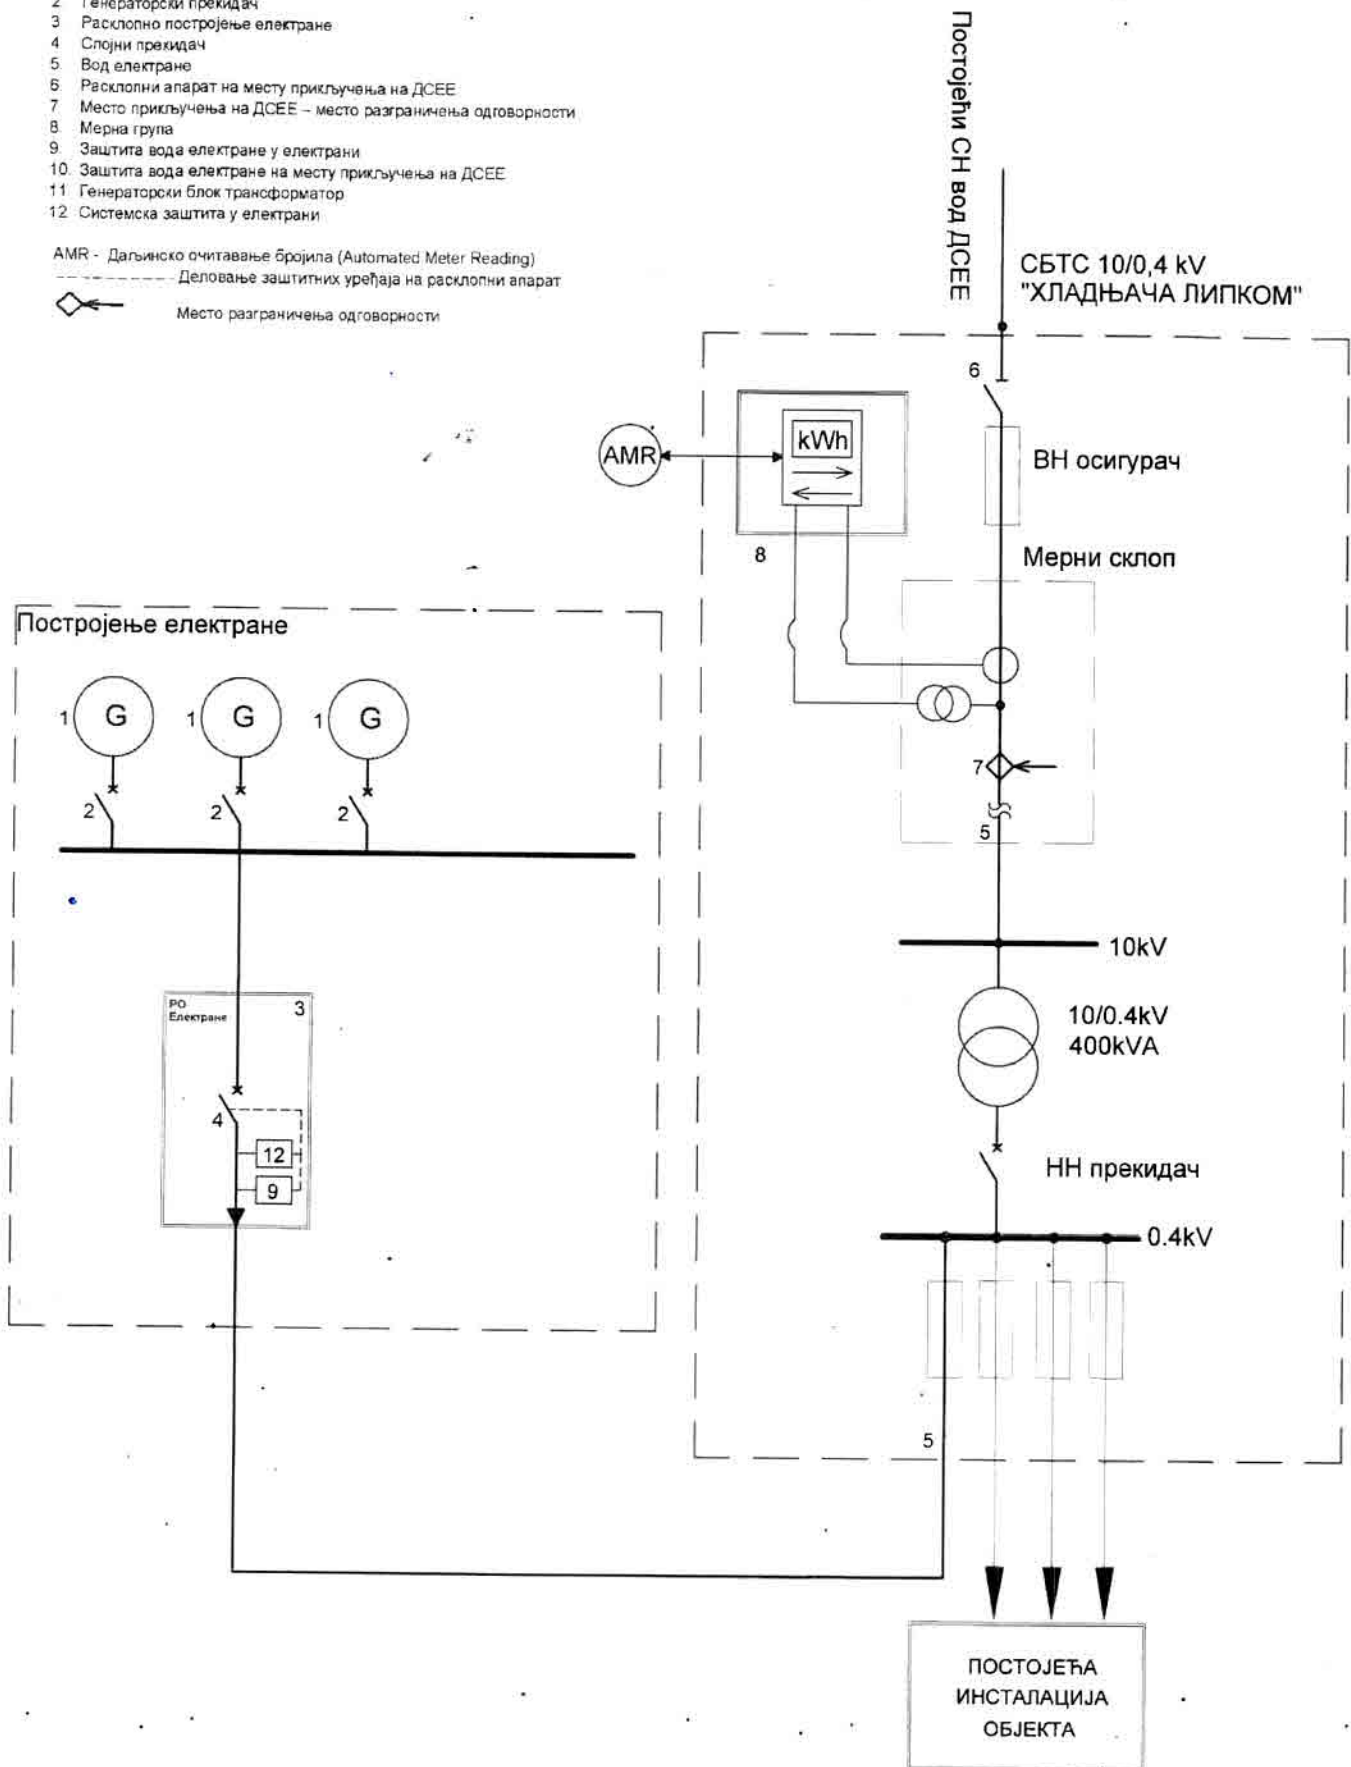 2 Генераторски прекидач
3 Расклопно постројење електране
4 Спојни прекидач
5. Вод електране
6. Расклопни апарат на месту прикључења на ДСЕЕ
7 Место прикључења на ДСЕЕ – место разграничења одговорности
8. Мерна група
9. Заштита вода електране у електрани
10. Заштита вода електране на месту прикључења на ДСЕЕ
11 Генераторски блок трансформатор
12 Системска заштита у електрани
AMR - Даљинско очитавање бројила (Automated Meter Reading)
Деловање заштитних уређаја на расклопни апарат
Место разграничења одговорности
Постојећи СН вод ДСЕЕ
СБТС 10/0,4 kV
"ХЛАДЊАЧА ЛИПКОМ"
6
kWh
AMR
ВН осигурач
8
Мерни склоп
Постројење електране
1 G 1 G 1 G
7
2 2 2
5
10kV
РО
Електране
3
10/0.4kV
400kVA
4
12
9
НН прекидач
0.4kV
5
ПОСТОЈЕЋА
ИНСТАЛАЦИЈА
ОБЈЕКТА